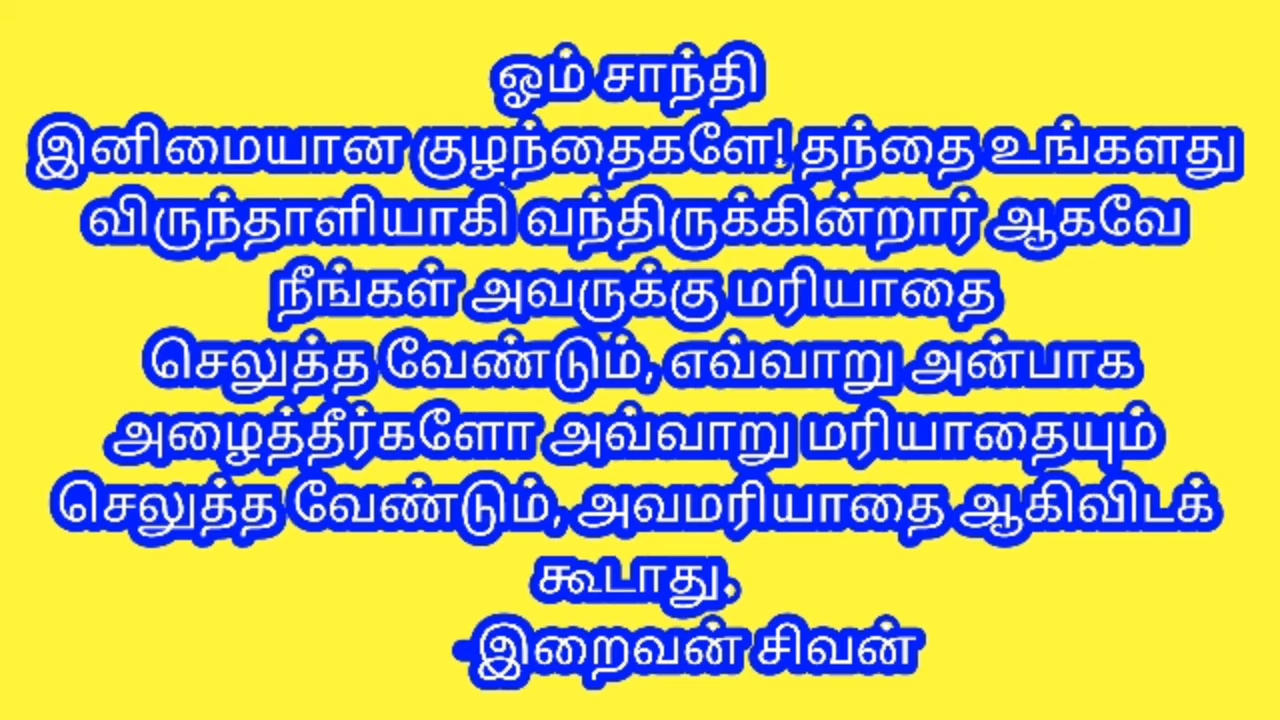 ஓம் சாந்தி
இனிமையான குழந்தைகளே! தந்தை உங்களது
விருந்தாளியாகி வந்திருக்கின்றார் ஆகவே
நீங்கள் அவருக்கு மரியாதை
செலுத்த வேண்டும், எவ்வாறு அன்பாக
அழைத்தீர்களோ அவ்வாறு மரியாதையும்
செலுத்த வேண்டும், அவமரியாதை ஆகிவிடக்
கூடாது.
-இறைவன் சிவன்